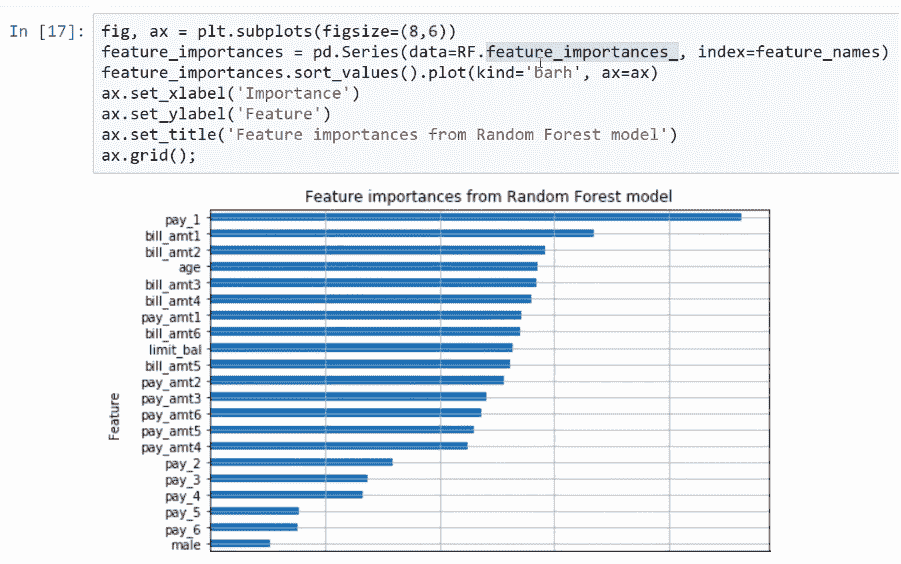 In [17]: fig, ax = plt.subplots(figsize=(8,6))
feature_importances = pd.Series(data=RF.feature_importances_, index=feature_names)
feature_importances.sort_values().plot(kind='barh', ax=ax)
ax.set_xlabel('Importance')
ax.set_ylabel('Feature')
ax.set_title('Feature importances from Random Forest model')
ax.grid();
Feature importances from Random Forest model
pay_1
bill_amt1
bill_amt2
age
bill_amt3
bill_amt4
pay_amt1
bill_amt6
limit_bal
bill_amt5
pay_amt2
pay_amt3
pay_amt6
pay_amt5
pay_amt4
pay_2
pay_3
pay_4
pay_5
pay_6
male
Feature